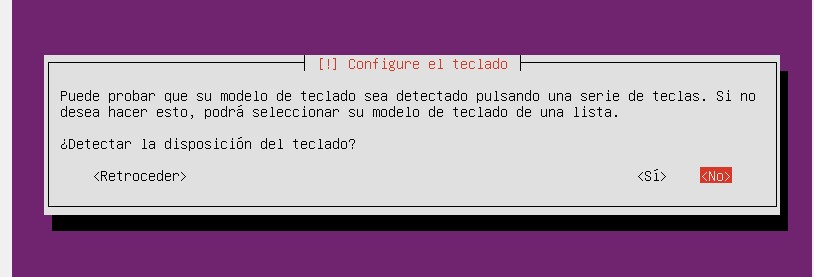 [!] Configure el teclado
Puede probar que su modelo de teclado sea detectado pulsando una serie de teclas. Si no
desea hacer esto, podrá seleccionar su modelo de teclado de una lista.
¿Detectar la disposición del teclado?
<Retroceder> <Sí> <No>